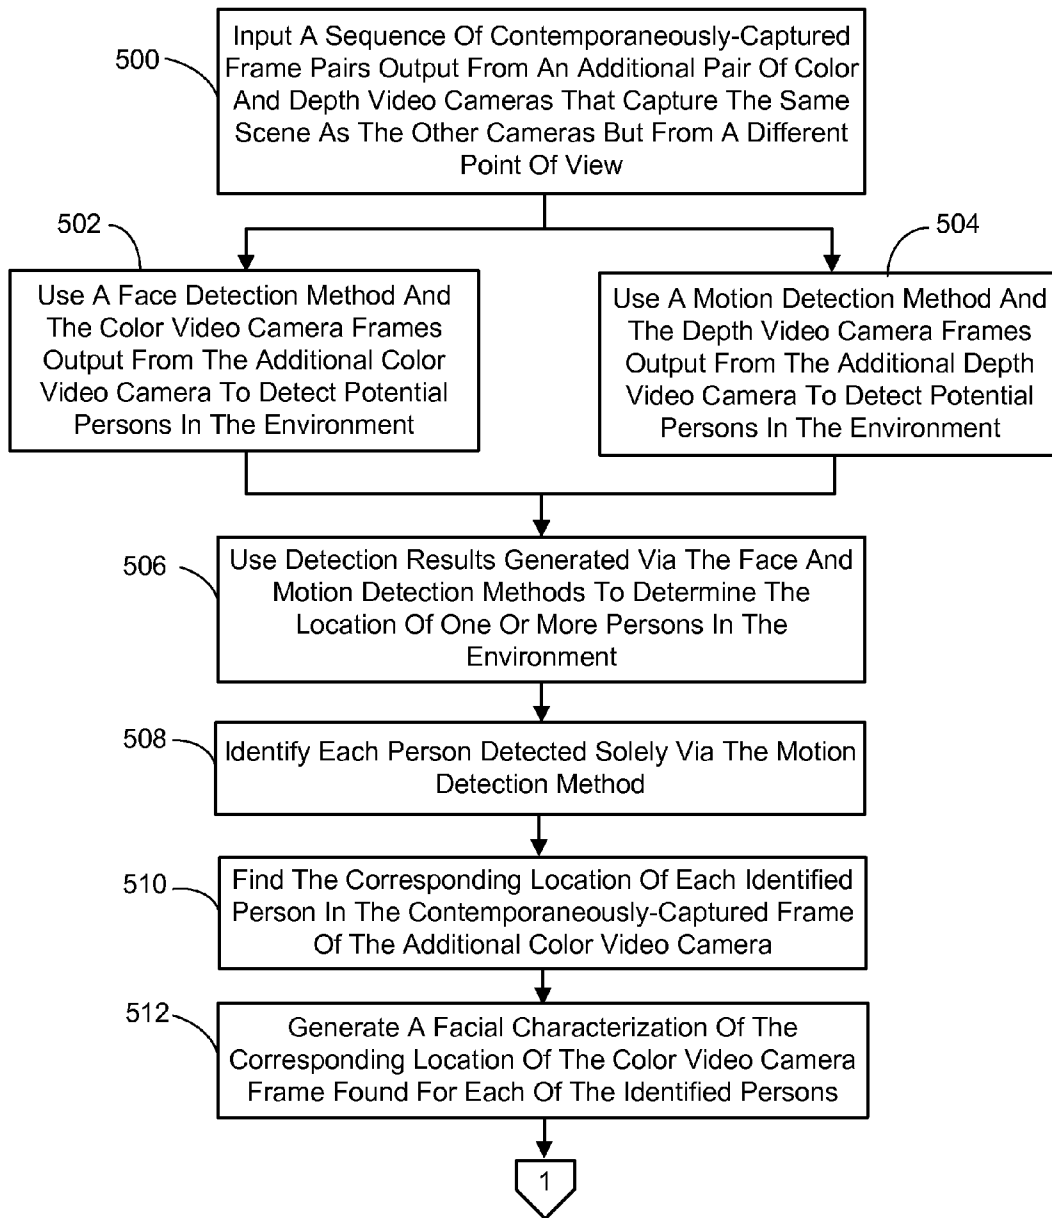 500
Input A Sequence Of Contemporaneously-Captured
Frame Pairs Output From An Additional Pair Of Color
And Depth Video Cameras That Capture The Same
Scene As The Other Cameras But From A Different
Point Of View
502
504
Use A Face Detection Method And
The Color Video Camera Frames
Output From The Additional Color
Video Camera To Detect Potential
Persons In The Environment
Use A Motion Detection Method And
The Depth Video Camera Frames
Output From The Additional Depth
Video Camera To Detect Potential
Persons In The Environment
506
Use Detection Results Generated Via The Face And
Motion Detection Methods To Determine The
Location Of One Or More Persons In The
Environment
508
Identify Each Person Detected Solely Via The Motion
Detection Method
510
Find The Corresponding Location Of Each Identified
Person In The Contemporaneously-Captured Frame
Of The Additional Color Video Camera
512
Generate A Facial Characterization Of The
Corresponding Location Of The Color Video Camera
Frame Found For Each Of The Identified Persons
1